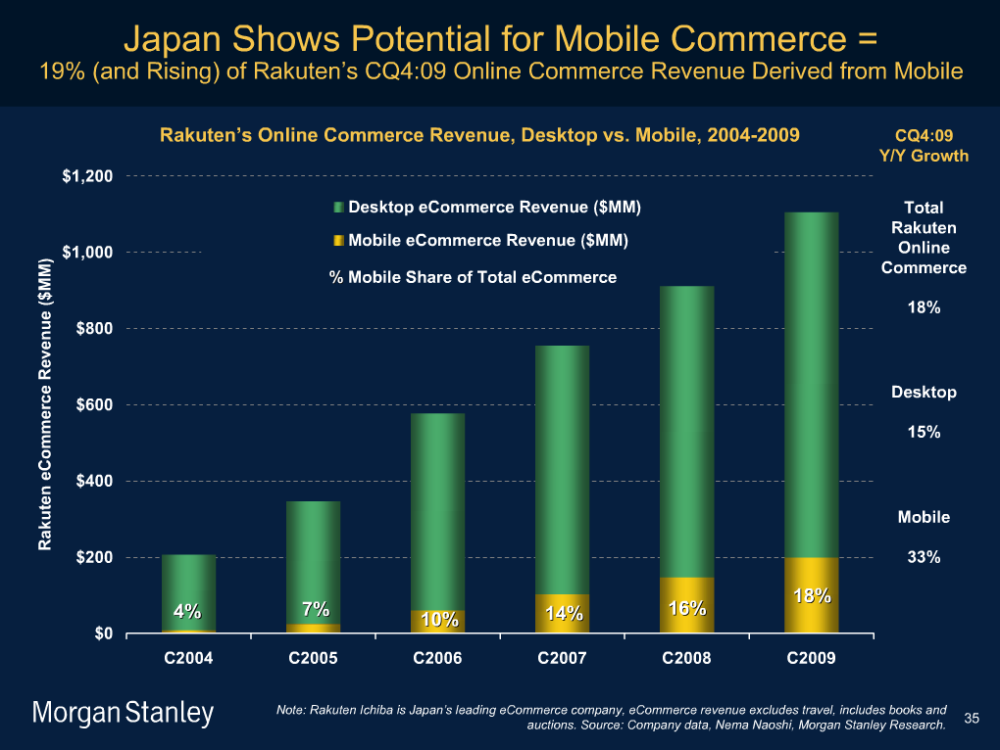 Japan Shows Potential for Mobile Commerce =
19% (and Rising) of Rakuten’s CQ4:09 Online Commerce Revenue Derived from Mobile
Rakuten’s Online Commerce Revenue, Desktop vs. Mobile, 2004-2009
CQ4:09
Y/Y Growth
$1,200
$1,000
$800
$600
$400
$200
$0
Rakuten eCommerce Revenue ($MM)
Desktop eCommerce Revenue ($MM)
Mobile eCommerce Revenue ($MM)
% Mobile Share of Total eCommerce
4%
7%
10%
14%
16%
18%
C2004
C2005
C2006
C2007
C2008
C2009
Total
Rakuten
Online
Commerce
18%
Desktop
15%
Mobile
33%
Morgan Stanley
Note: Rakuten Ichiba is Japan’s leading eCommerce company, eCommerce revenue excludes travel, includes books and
auctions. Source: Company data, Nema Naoshi, Morgan Stanley Research.
35